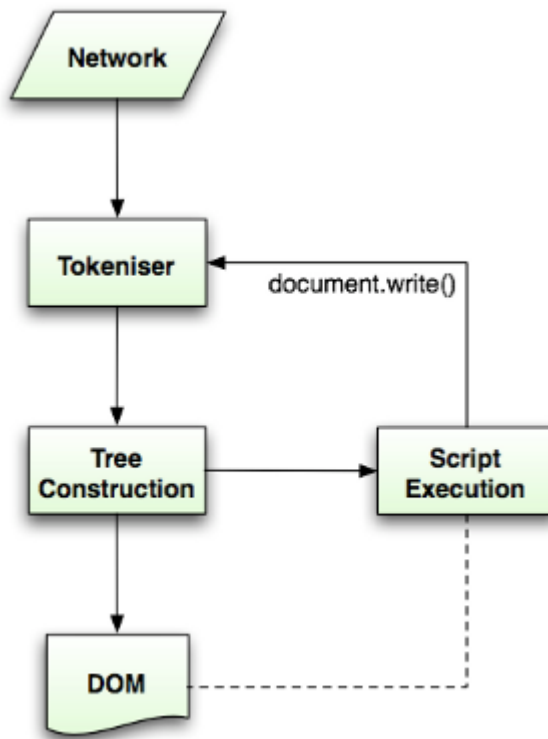 Network
Tokeniser
document.write()
Tree
Construction
Script
Execution
DOM